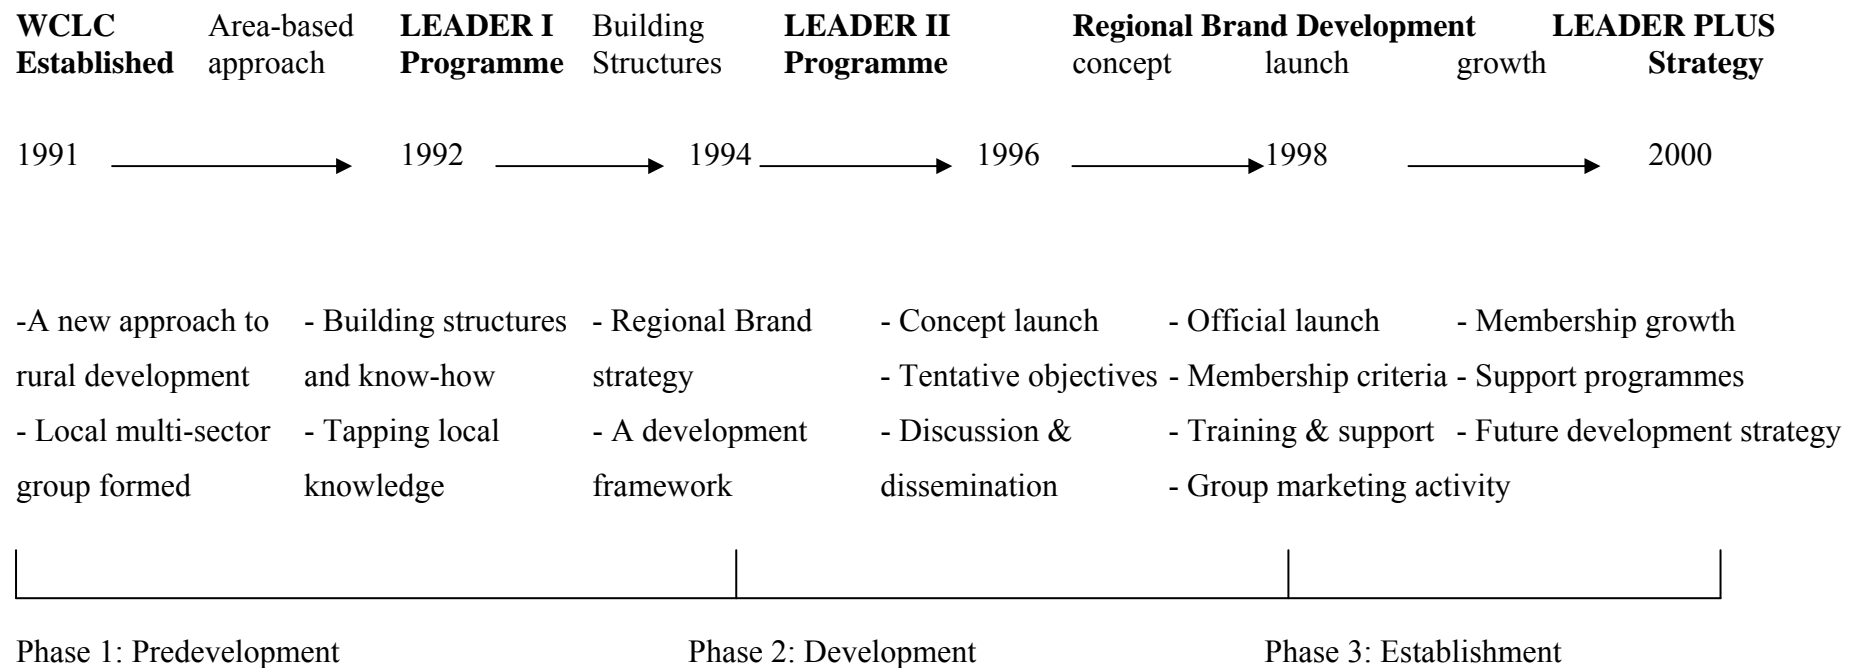 WCLC Area-based LEADER I Building LEADER II Regional Brand Development LEADER PLUS
Established approach Programme Structures Programme concept launch growth Strategy
1991 1992 1994 1996 1998 2000
-A new approach to - Building structures - Regional Brand - Concept launch - Official launch - Membership growth
rural development and know-how strategy - Tentative objectives - Membership criteria - Support programmes
- Local multi-sector - Tapping local - A development - Discussion & - Training & support - Future development strategy
group formed knowledge framework dissemination - Group marketing activity
Phase 1: Predevelopment Phase 2: Development Phase 3: Establishment